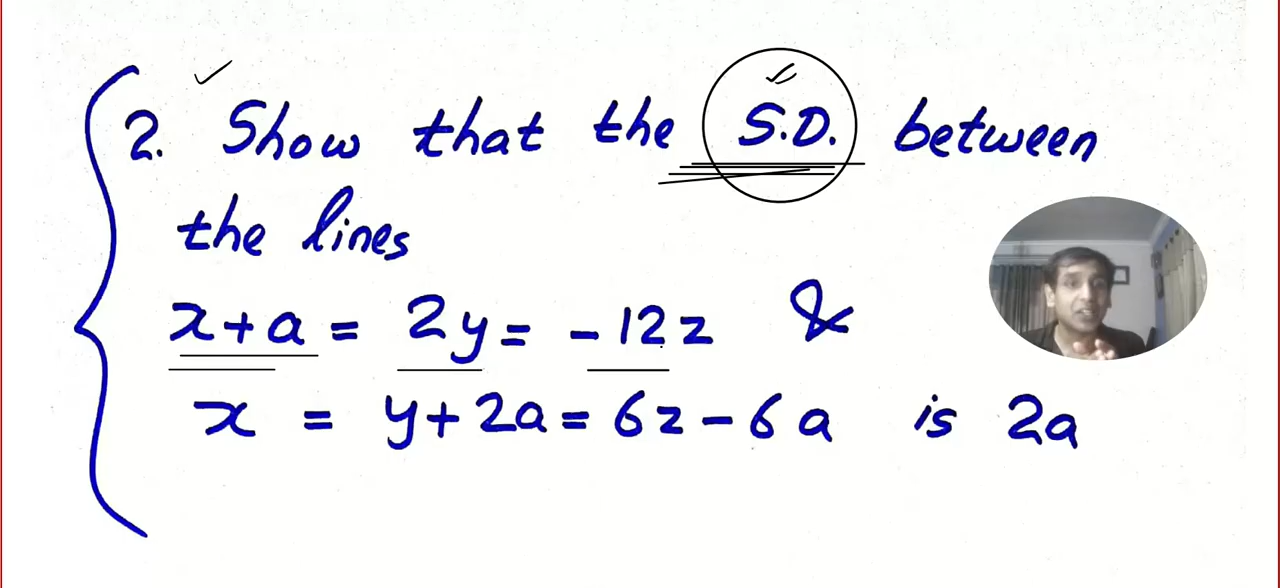 2. Show that the S.D. between
the lines
x+a = 2y = -12z &
x = y+2a = 6z-6a is 2a